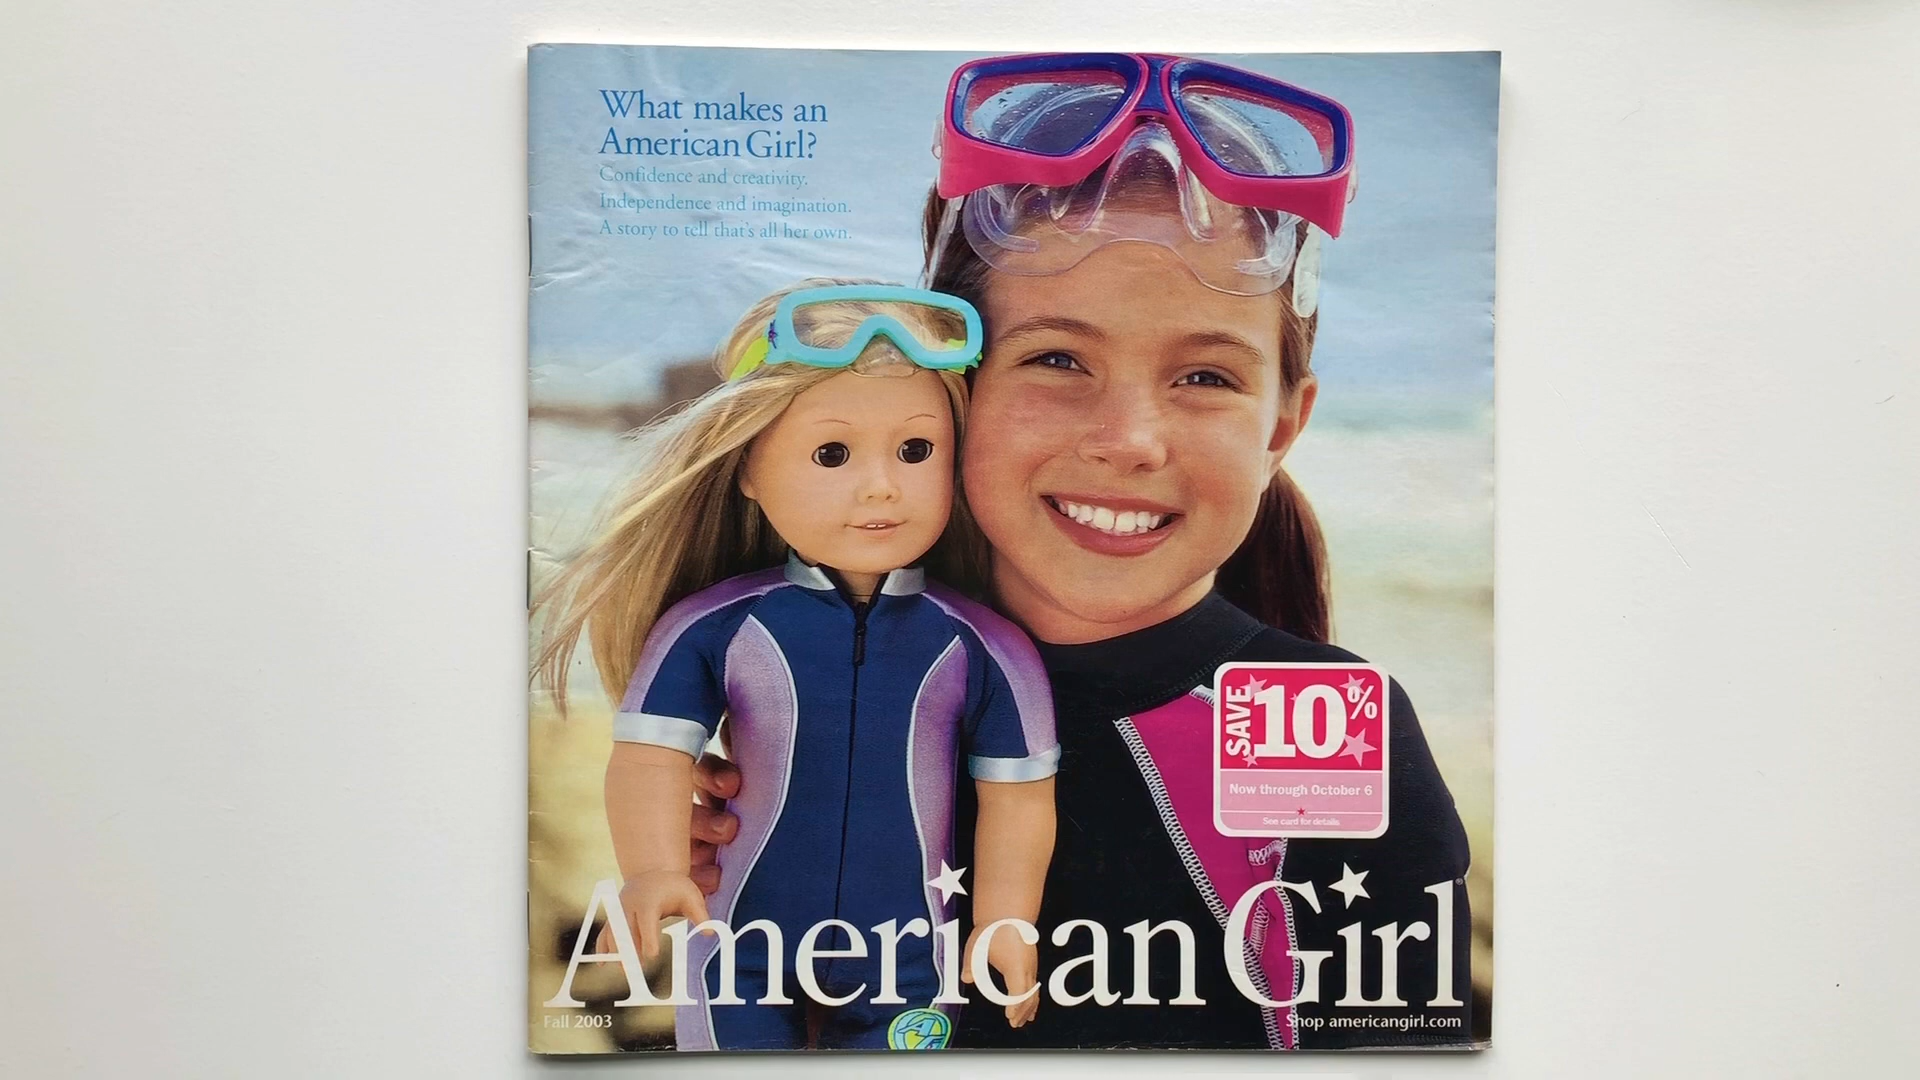 What makes an
American Girl?
Confidence and creativity.
Independence and imagination.
A story to tell that's all her own.
SAVE 10%
Now through October 6
See card for details
American Girl®
Fall 2003
Shop americangirl.com